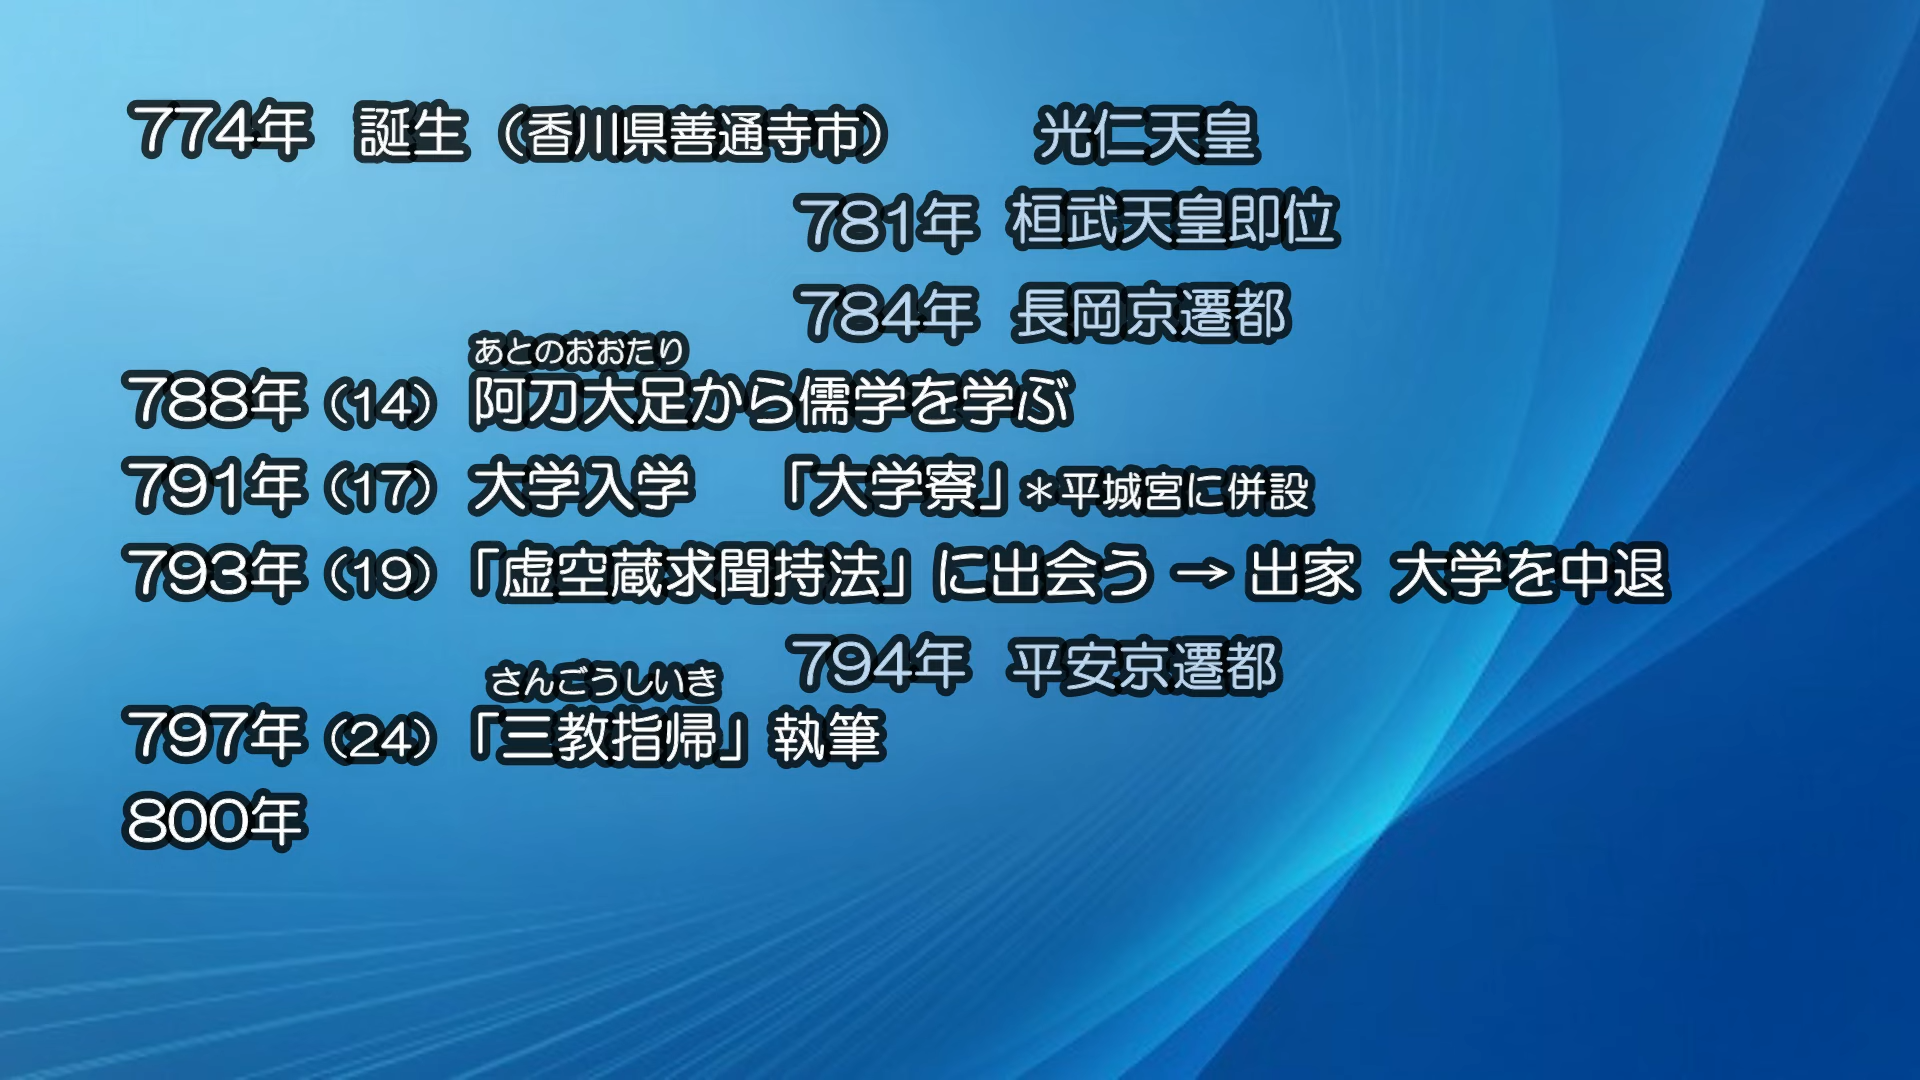 774年 誕生（香川県善通寺市） 光仁天皇
781年 桓武天皇即位
784年 長岡京遷都
あとのおおたり
788年（14） 阿刀大足から儒学を学ぶ
791年（17） 大学入学 「大学寮」＊平城宮に併設
793年（19）「虚空蔵求聞持法」に出会う → 出家 大学を中退
794年 平安京遷都
さんごうしいき
797年（24）「三教指帰」執筆
800年